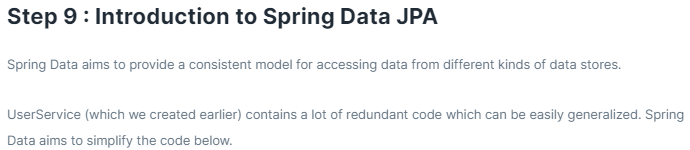 Step 9 : Introduction to Spring Data JPA
Spring Data aims to provide a consistent model for accessing data from different kinds of data stores.
UserService (which we created earlier) contains a lot of redundant code which can be easily generalized. Spring
Data aims to simplify the code below.